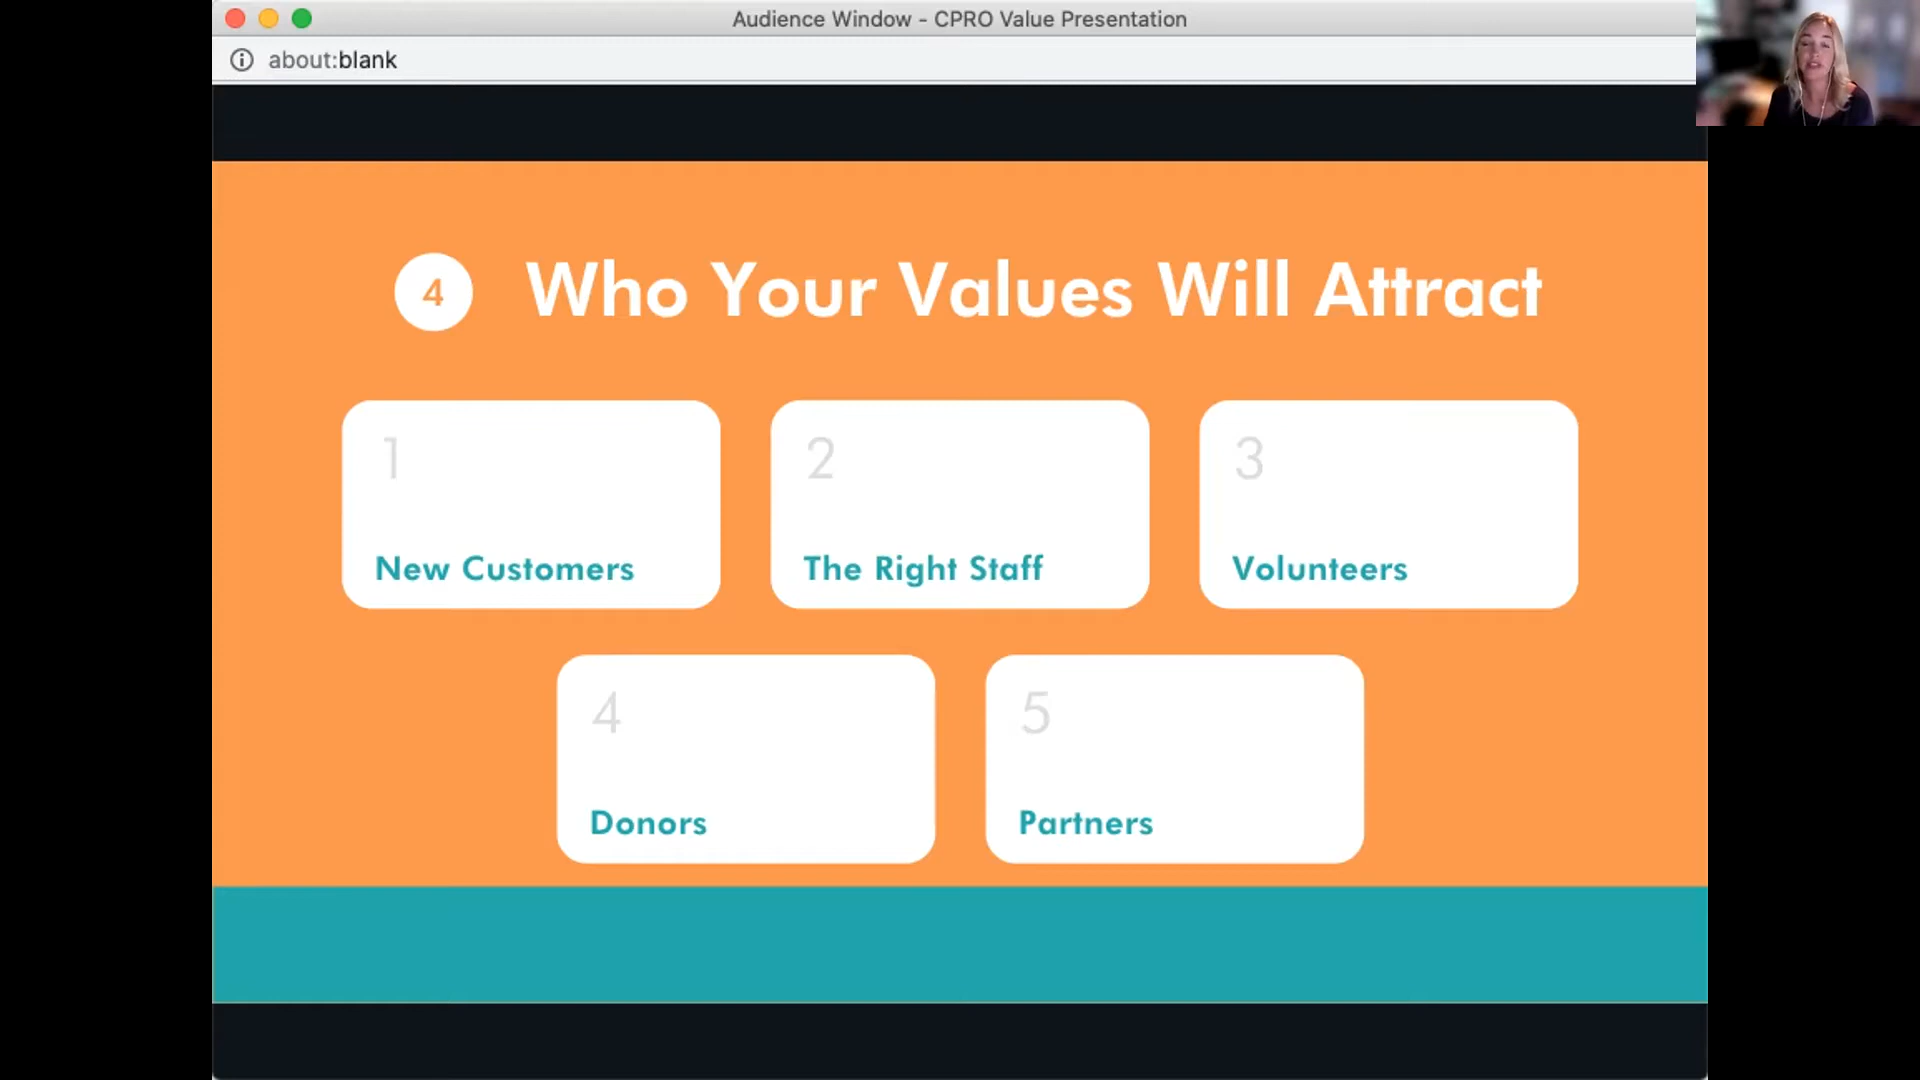 Audience Window - CPRO Value Presentation
about:blank
4 Who Your Values Will Attract
1
New Customers
2
The Right Staff
3
Volunteers
4
Donors
5
Partners